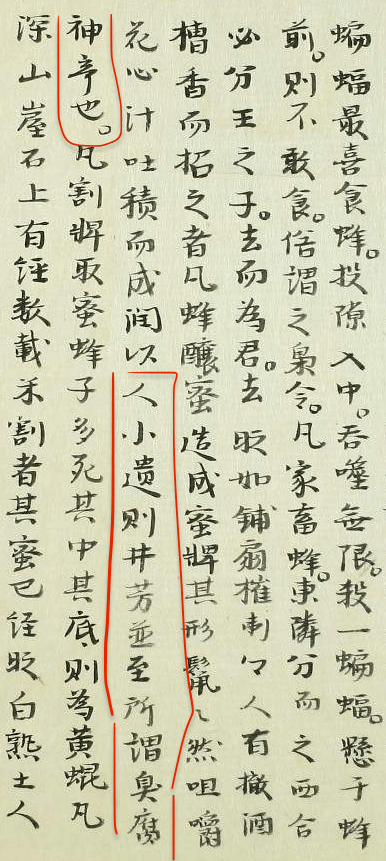 蝙蝠最喜食蜂。投隙入中。吞噬無限。殺一蝙蝠。懸于蜂
前。則不敢食。俗謂之梟令。凡家畜蜂。東隣分而之西舍
必分王之子。去而為君。去時如鋪扇擁衛々人有撒酒
槽香而招之者凡蜂釀蜜造成蜜脾其形鬣々然咀嚼
花心汁吐積而成潤以人小遺則井芳並至所謂臭腐
神亭也。凡割脾取蜜蜂子多死其中其底則為黃蠟凡
深山崖石上有經数載未割者其蜜已經時白熟土人